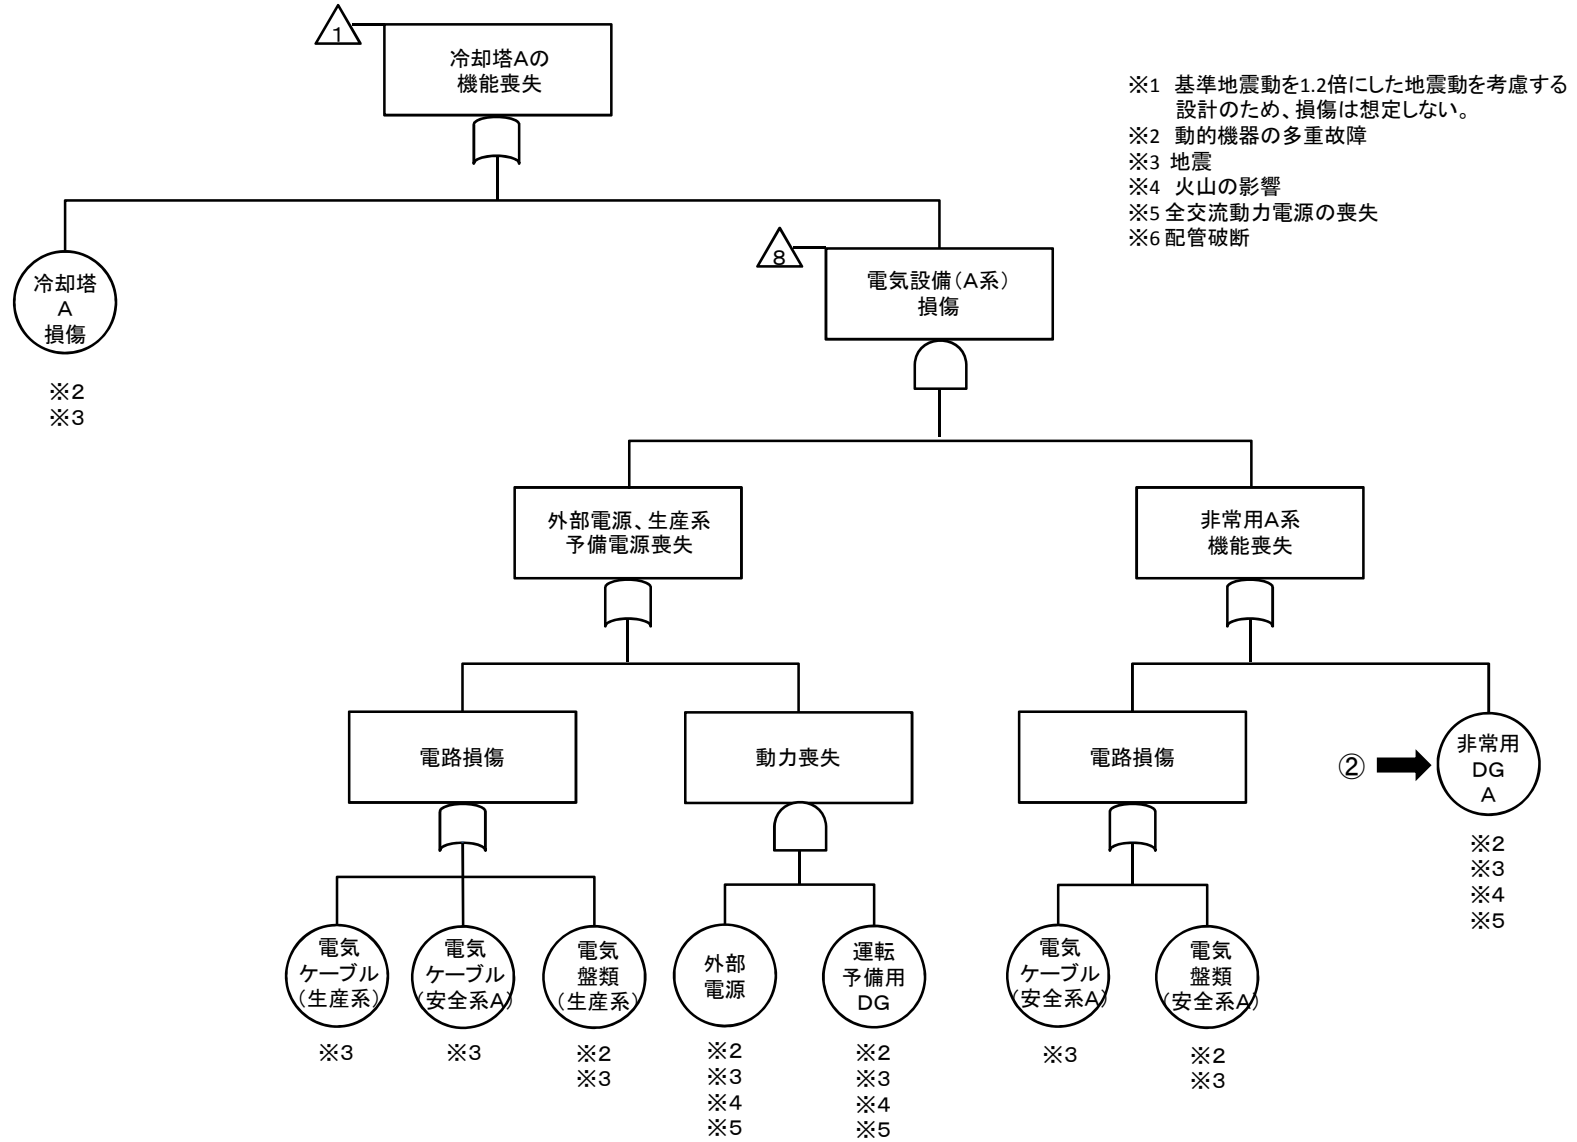 1
冷却塔Aの
機能喪失
※1 基準地震動を1.2倍にした地震動を考慮する
設計のため、損傷は想定しない。
※2 動的機器の多重故障
※3 地震
※4 火山の影響
※5 全交流動力電源の喪失
※6 配管破断
冷却塔
A
損傷
※2
※3
8
電気設備（A系）
損傷
外部電源、生産系
予備電源喪失
非常用A系
機能喪失
電路損傷
動力喪失
電路損傷
②
非常用
DG
A
※2
※3
※4
※5
電気
ケーブル
（生産系）
※3
電気
ケーブル
（安全系A）
※3
電気
盤類
（生産系）
※2
※3
外部
電源
※2
※3
※4
※5
運転
予備用
DG
※2
※3
※4
※5
電気
ケーブル
（安全系A）
※3
電気
盤類
（安全系A）
※2
※3